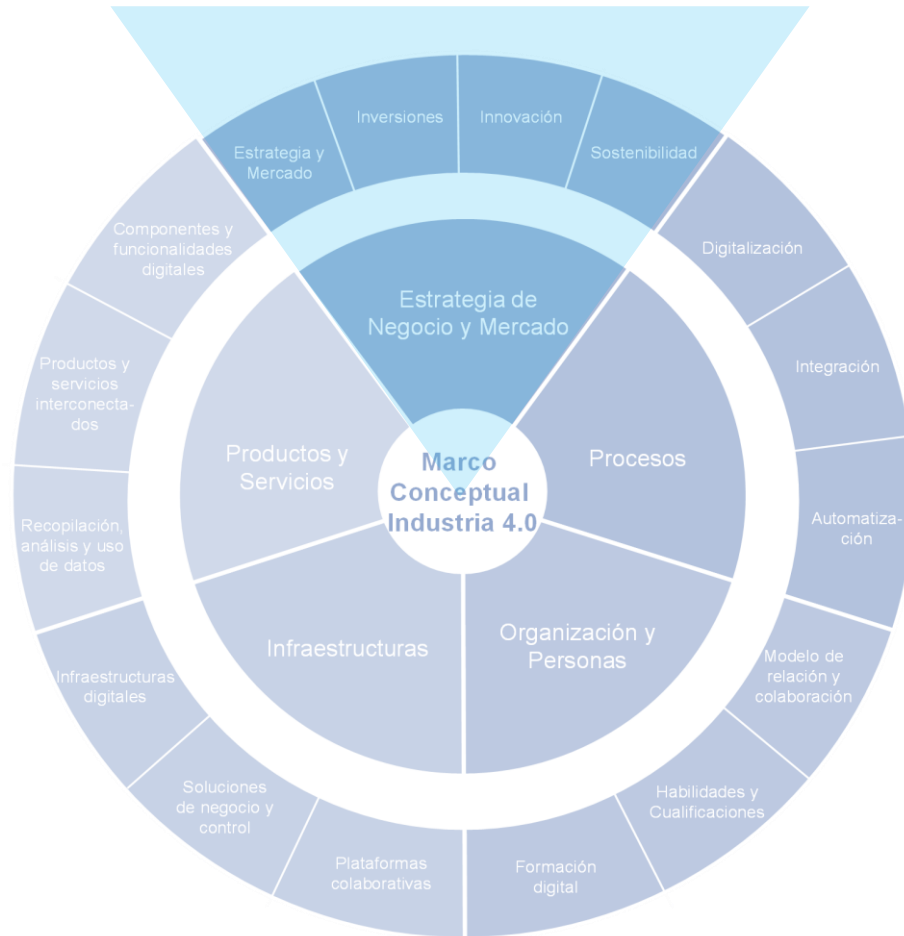 Inversiones
Innovación
Estrategia y
Mercado
Sostenibilidad
Componentes y
funcionalidades
digitales
Digitalización
Estrategia de
Negocio y Mercado
Productos y
servicios
interconecta-
dos
Integración
Productos y
Servicios
Marco
Conceptual
Industria 4.0
Procesos
Recopilación,
análisis y uso
de datos
Automatiza-
ción
Infraestructuras
Organización y
Personas
Infraestructuras
digitales
Modelo de
relación y
colaboración
Soluciones
de negocio y
control
Habilidades y
Cualificaciones
Plataformas
colaborativas
Formación
digital